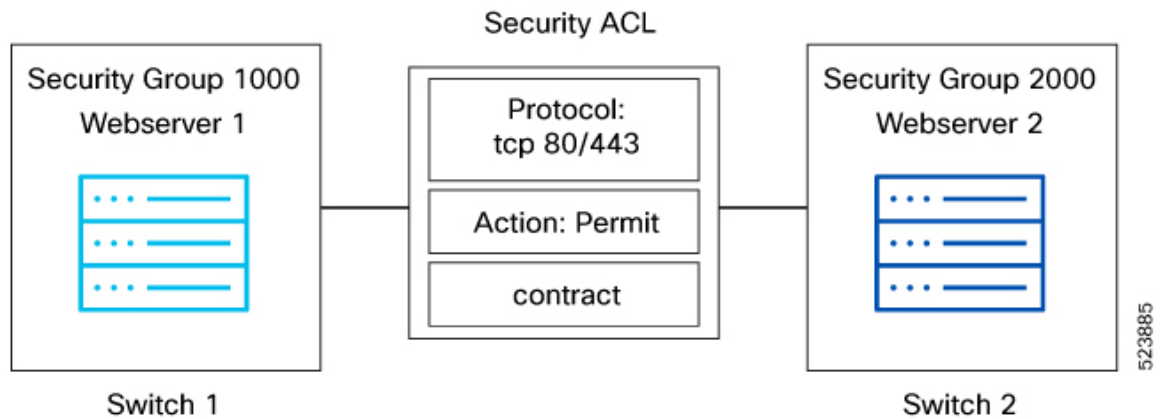 Security ACL
Security Group 1000
Webserver 1
Protocol:
tcp 80/443
Action: Permit
contract
Security Group 2000
Webserver 2
523885
Switch 1
Switch 2